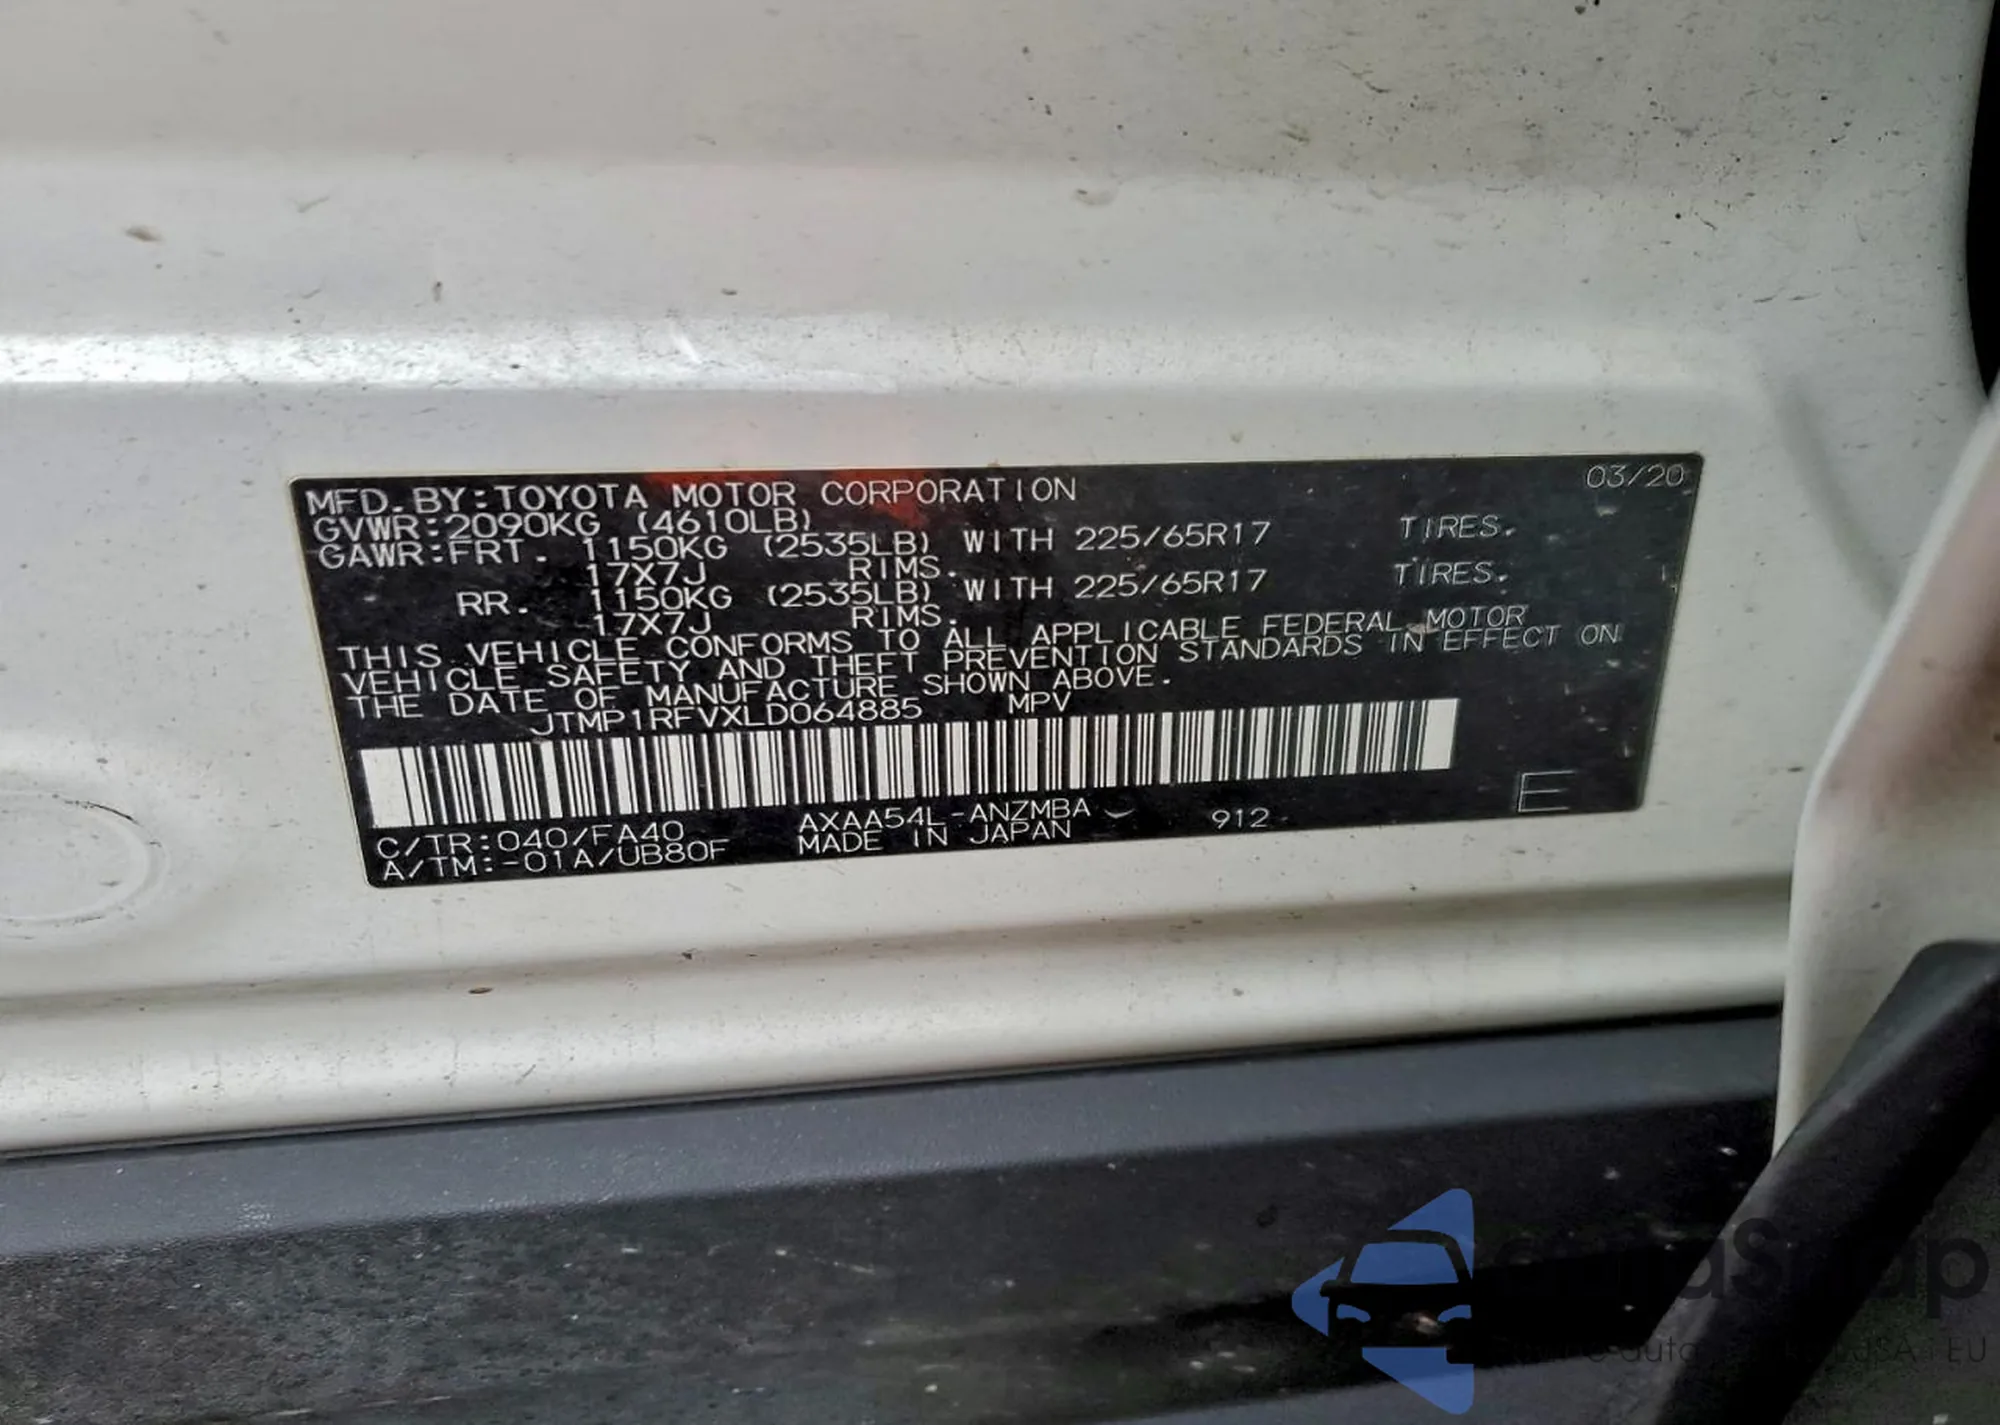 03/20
MFD. BY:TOYOTA MOTOR CORPORATION
GVWR:2090KG (4610LB)
GAWR:FRT. 1150KG (2535LB) WITH 225/65R17 TIRES.
17X7J RIMS.
RR. 1150KG (2535LB) WITH 225/65R17 TIRES.
17X7J RIMS.
THIS VEHICLE CONFORMS TO ALL APPLICABLE FEDERAL MOTOR
VEHICLE SAFETY AND THEFT PREVENTION STANDARDS IN EFFECT ON
THE DATE OF MANUFACTURE SHOWN ABOVE.
JTMP1RFVXLD064885 MPV
C/TR:040/FA40 AXAA54L-ANZMBA 912 E
A/TM:-01A/UB80F MADE IN JAPAN
EU